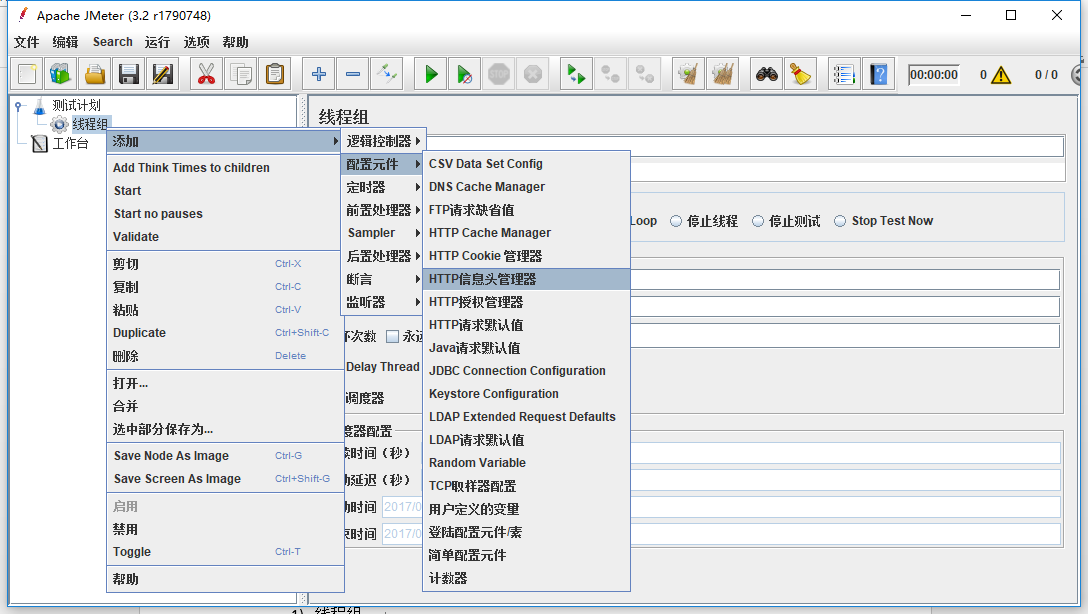 Apache JMeter (3.2 r1790748)
文件 编辑 Search 运行 选项 帮助
STOP
00:00:00 0 0 / 0
测试计划
线程组
工作台
线程组
添加
Add Think Times to children
Start
Start no pauses
Validate
剪切 Ctrl-X
复制 Ctrl-C
粘贴 Ctrl-V
Duplicate Ctrl+Shift-C
删除 Delete
打开...
合并
选中部分保存为...
Save Node As Image Ctrl-G
Save Screen As Image Ctrl+Shift-G
启用
禁用
Toggle Ctrl-T
帮助
逻辑控制器
配置元件
定时器
前置处理器
Sampler
后置处理器
断言
监听器
CSV Data Set Config
DNS Cache Manager
FTP请求缺省值
HTTP Cache Manager
HTTP Cookie 管理器
HTTP信息头管理器
HTTP授权管理器
HTTP请求默认值
Java请求默认值
JDBC Connection Configuration
Keystore Configuration
LDAP Extended Request Defaults
LDAP请求默认值
Random Variable
TCP取样器配置
用户定义的变量
登陆配置元件/素
简单配置元件
计数器
Loop 停止线程 停止测试 Stop Test Now
次数 永远
Delay Thread
调度器
度器配置
续时间（秒）
动延迟（秒）
动时间 2017/0
束时间 2017/0
1) 线程组